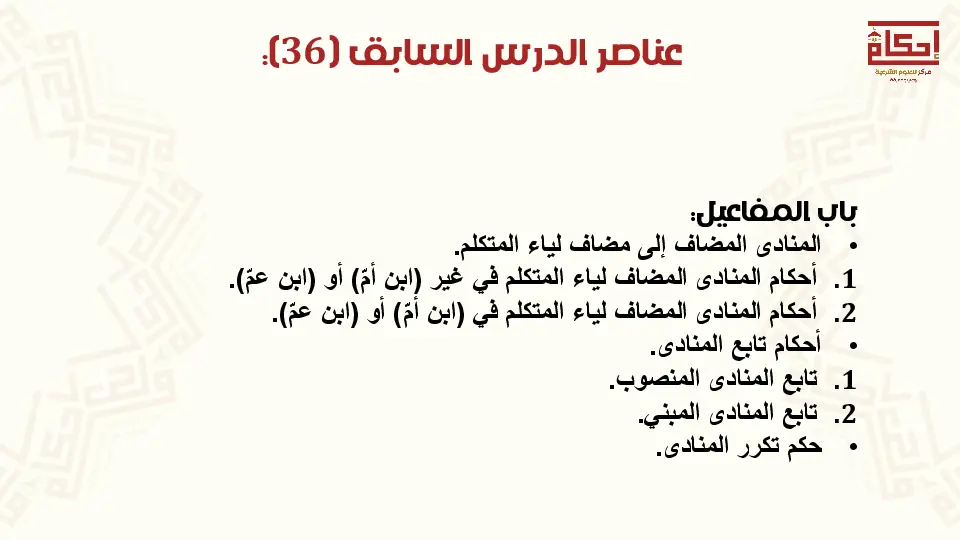 عناصر الدرس السابق (36):
إحكام
مركز للعلوم الشرعية
باب المفاعيل:
• المنادى المضاف إلى مضاف لياء المتكلم.
1. أحكام المنادى المضاف لياء المتكلم في غير (ابن أمّ) أو (ابن عمّ).
2. أحكام المنادى المضاف لياء المتكلم في (ابن أمّ) أو (ابن عمّ).
• أحكام تابع المنادى.
1. تابع المنادى المنصوب.
2. تابع المنادى المبني.
• حكم تكرر المنادى.